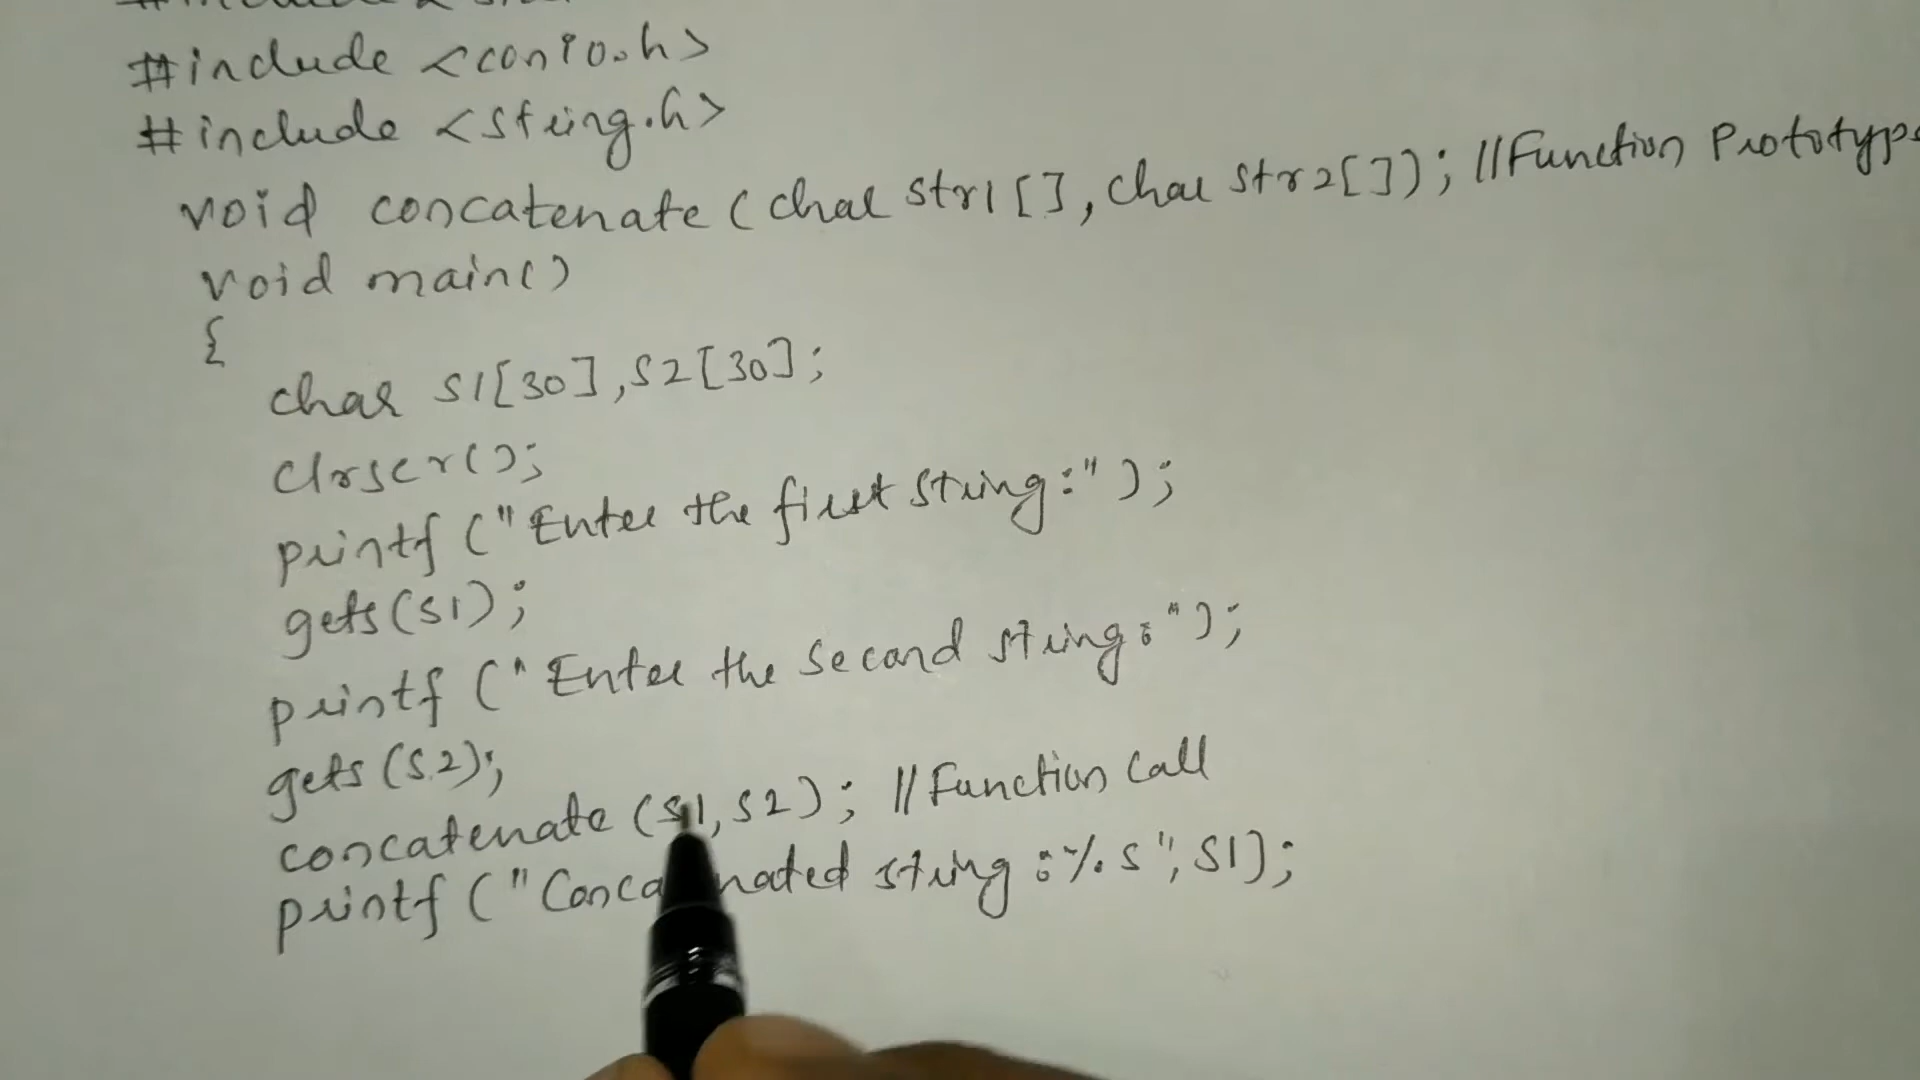 #include
#include <conio.h>
#include <string.h>
void concatenate (char str1[], char str2[]); //Function Prototype
void main()
{
char S1[30], S2[30];
clrscr();
printf ("Enter the first string:");
gets(S1);
printf ("Enter the second string:");
gets(S2);
concatenate (S1, S2); //Function Call
printf ("Concatenated string :%s", S1);